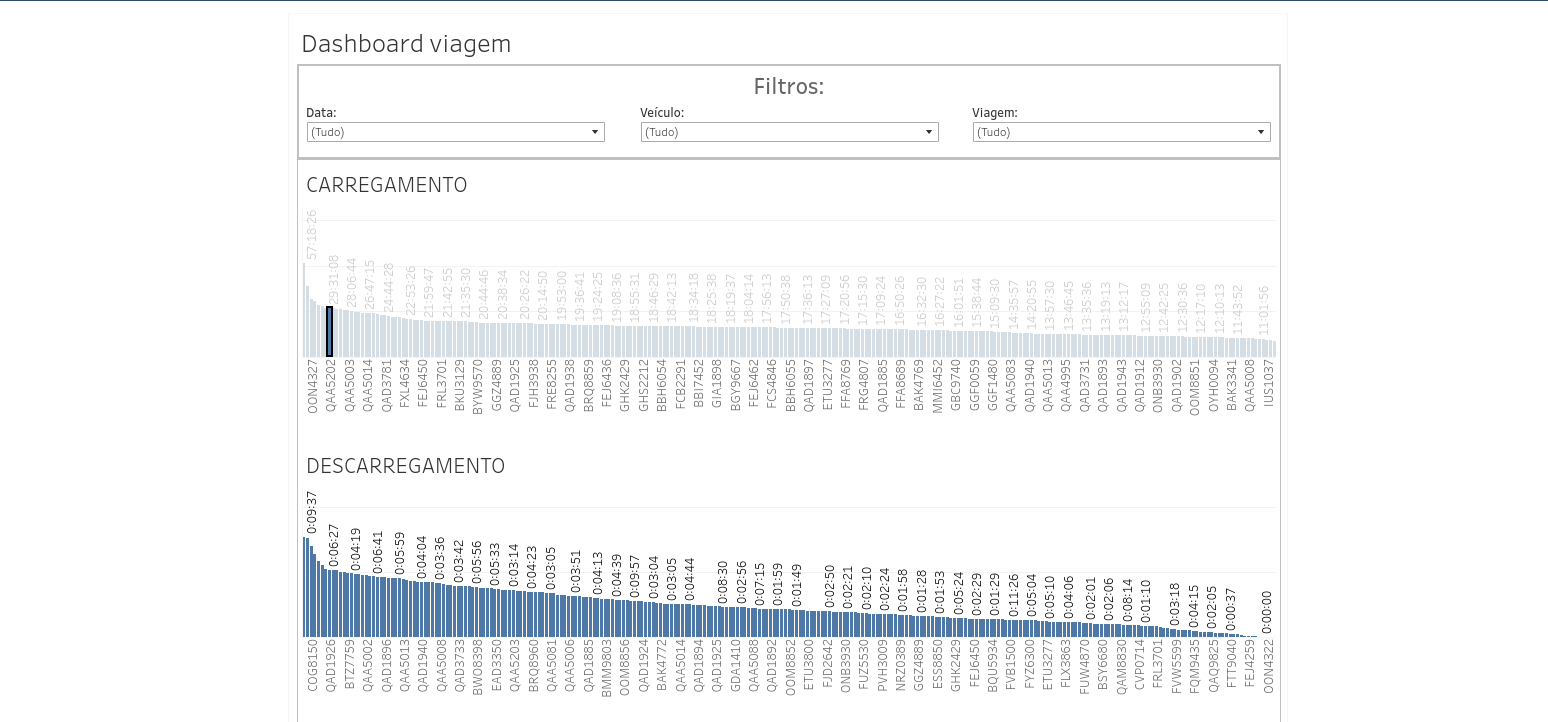 Dashboard viagem
Filtros:
Data: Veículo: Viagem:
(Tudo) (Tudo) (Tudo)
CARREGAMENTO
57:18:26 29:31:08 28:06:44 26:47:15 24:44:28 22:53:26 21:59:47 21:42:55 21:35:30 20:44:46 20:38:34 20:26:22 20:14:50 19:53:00 19:36:41 19:24:25 19:08:36 18:55:31 18:46:29 18:42:13 18:34:18 18:25:38 18:19:37 18:04:14 17:56:13 17:50:38 17:36:13 17:27:09 17:20:56 17:15:30 17:09:24 16:50:26 16:32:30 16:27:22 16:01:51 15:38:44 15:09:30 14:35:57 14:20:55 13:57:30 13:46:45 13:35:36 13:19:13 13:12:17 12:55:09 12:42:25 12:30:36 12:17:10 12:10:13 11:43:52 11:01:56
OON4327 QAA5202 QAA5003 QAA5014 QAD3781 FXL4634 FEJ6450 FRL3701 BKU3129 BYW9570 GGZ4889 QAD1925 FJH3938 FRE8255 QAD1938 BRQ8859 FEJ6436 GHK2429 GHS2212 BBH6054 FCB2291 BBI7452 GIA1898 BGY9667 FEJ6462 FCS4846 BBH6055 QAD1897 ETU3277 FFA8769 FRG4807 QAD1885 FFA8689 BAK4769 MMI6452 GBC9740 GGF0059 GGF1480 QAA5083 QAD1940 QAA5013 QAA4995 QAD3731 QAD1893 QAD1943 QAD1912 ONB3930 QAD1902 OOM8851 OYH0094 BAK3341 QAA5008 IUS1037
DESCARREGAMENTO
0:09:37 0:06:27 0:04:19 0:06:41 0:05:59 0:04:04 0:03:36 0:03:42 0:05:56 0:05:33 0:03:14 0:04:23 0:03:05 0:03:51 0:04:13 0:04:39 0:09:57 0:03:04 0:03:05 0:04:44 0:08:30 0:02:56 0:07:15 0:01:59 0:01:49 0:02:50 0:02:21 0:02:10 0:02:24 0:01:58 0:01:28 0:01:53 0:05:24 0:02:29 0:01:29 0:11:26 0:05:04 0:05:10 0:04:06 0:02:01 0:02:06 0:08:14 0:01:10 0:03:18 0:04:15 0:02:05 0:00:37 0:00:00
COG8150 QAD1926 BTZ7759 QAA5002 QAD1896 QAA5013 QAD1940 QAA5008 QAD3733 BWO8398 EAD3350 QAA5203 BRQ8960 QAA5081 QAA5006 QAD1885 BMM9803 OOM8856 QAD1924 BAK4772 QAA5014 QAD1894 QAD1925 GDA1410 QAA5088 QAD1892 OOM8852 ETU3800 FJD2642 ONB3930 FUZ5530 PVH3009 NRZ0389 GGZ4889 ESS8850 GHK2429 FEJ6450 BQU5934 FVB1500 FYZ6300 ETU3277 FLX3863 FUW4870 BSY6680 QAM8830 CVP0714 FRL3701 FVW5599 FQM9435 QAQ9825 FTT9040 FEJ4259 OON4322